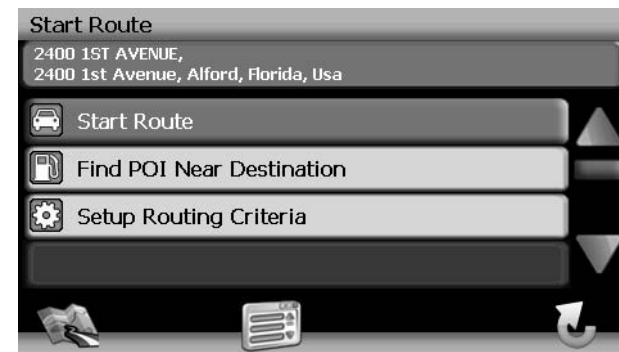 Start Route
2400 1ST AVENUE,
2400 1st Avenue, Alford, Florida, Usa
Start Route
Find POI Near Destination
Setup Routing Criteria